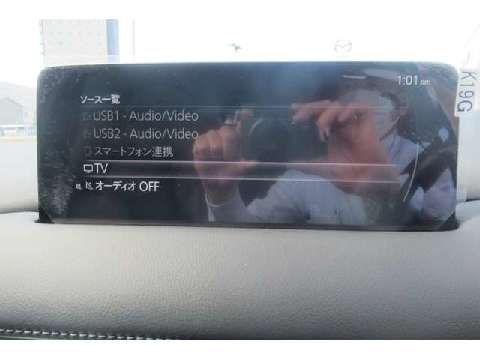 1:01
ソース一覧
USB1 - Audio/Video
USB2 - Audio/Video
スマートフォン連携
TV
オーディオ OFF
K19G